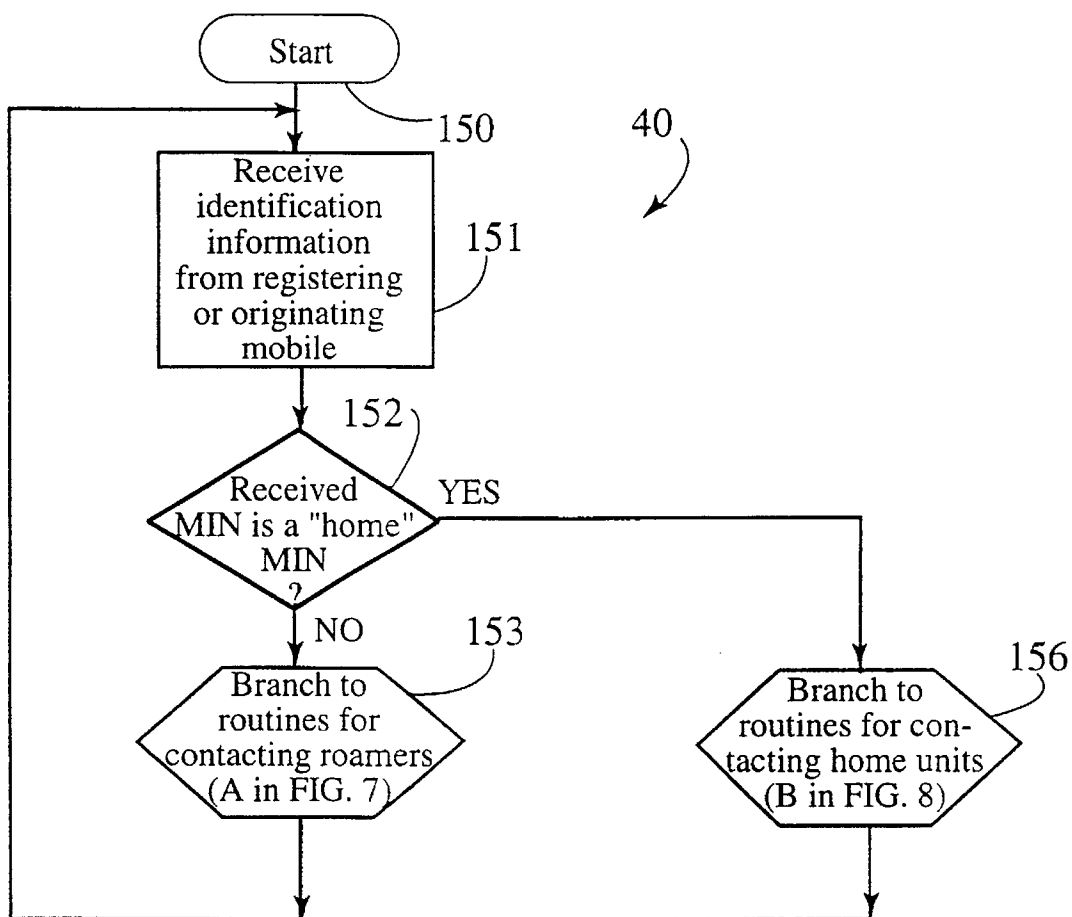 Start
150
40
Receive
identification
information
from registering
or originating
mobile
151
152
Received
MIN is a "home"
MIN
?
YES
NO
153
Branch to
routines for
contacting roamers
(A in FIG. 7)
156
Branch to
routines for con-
tacting home units
(B in FIG. 8)